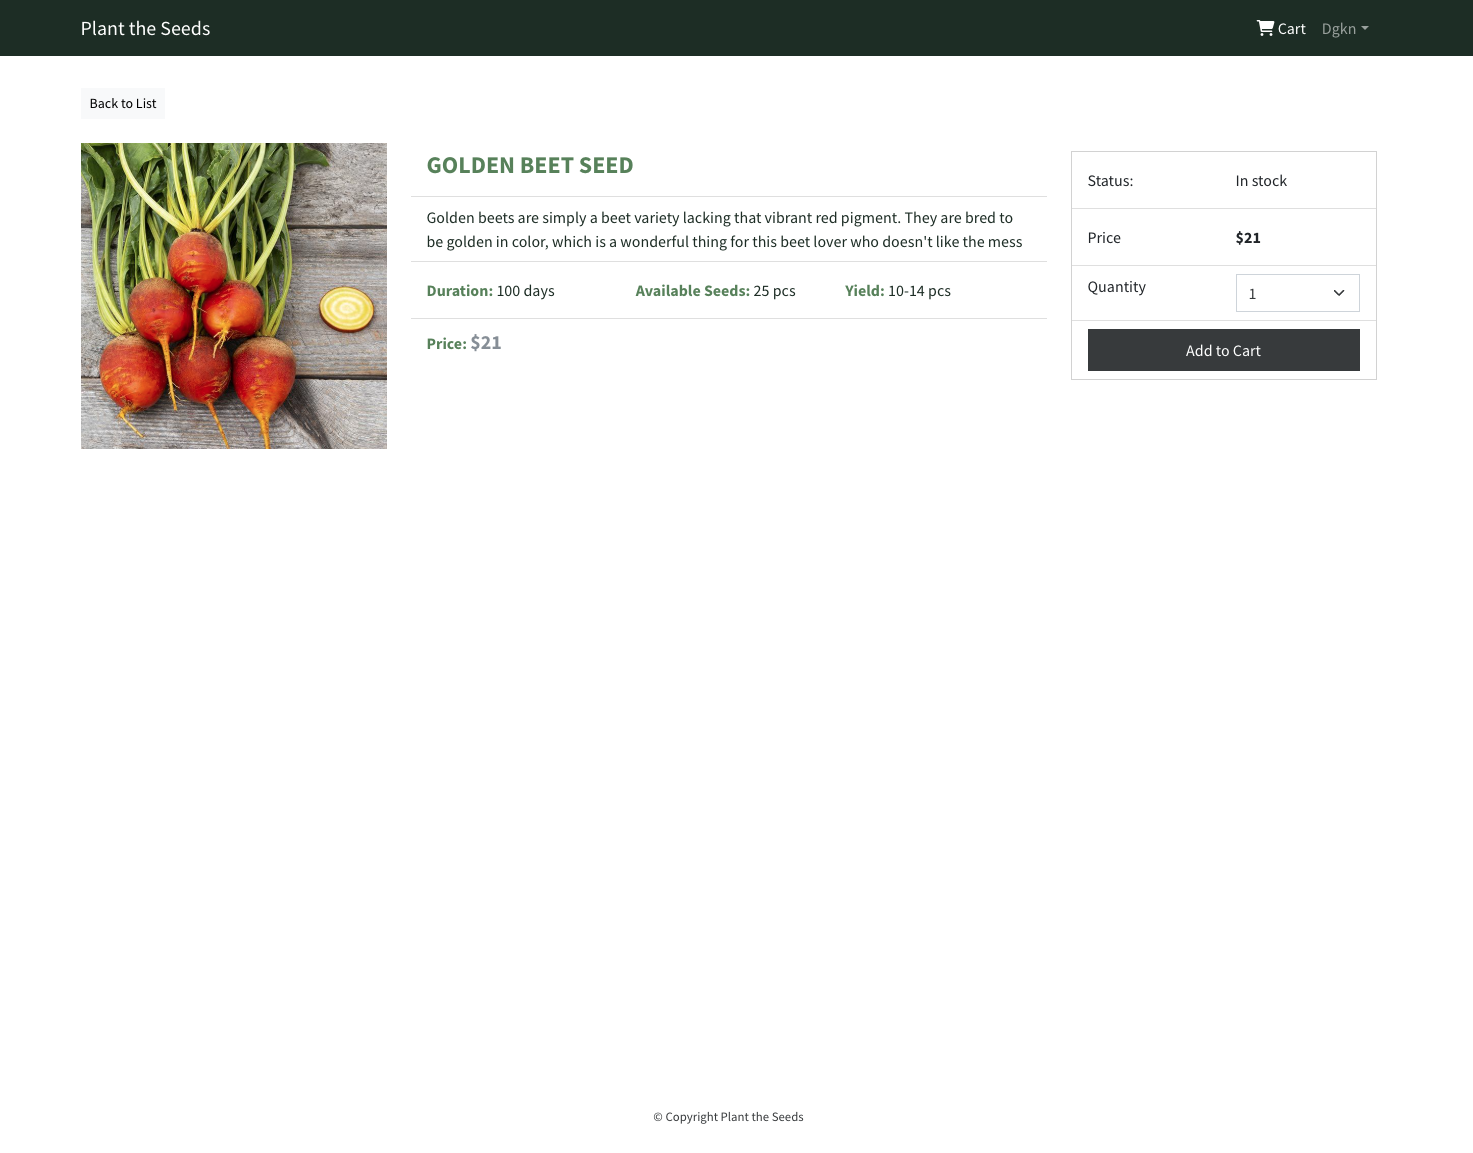 Plant the Seeds
Cart
Dgkn
Back to List
GOLDEN BEET SEED
Golden beets are simply a beet variety lacking that vibrant red pigment. They are bred to
be golden in color, which is a wonderful thing for this beet lover who doesn't like the mess
Duration: 100 days
Available Seeds: 25 pcs
Yield: 10-14 pcs
Price: $21
Status:
In stock
Price
$21
Quantity
1
Add to Cart
© Copyright Plant the Seeds